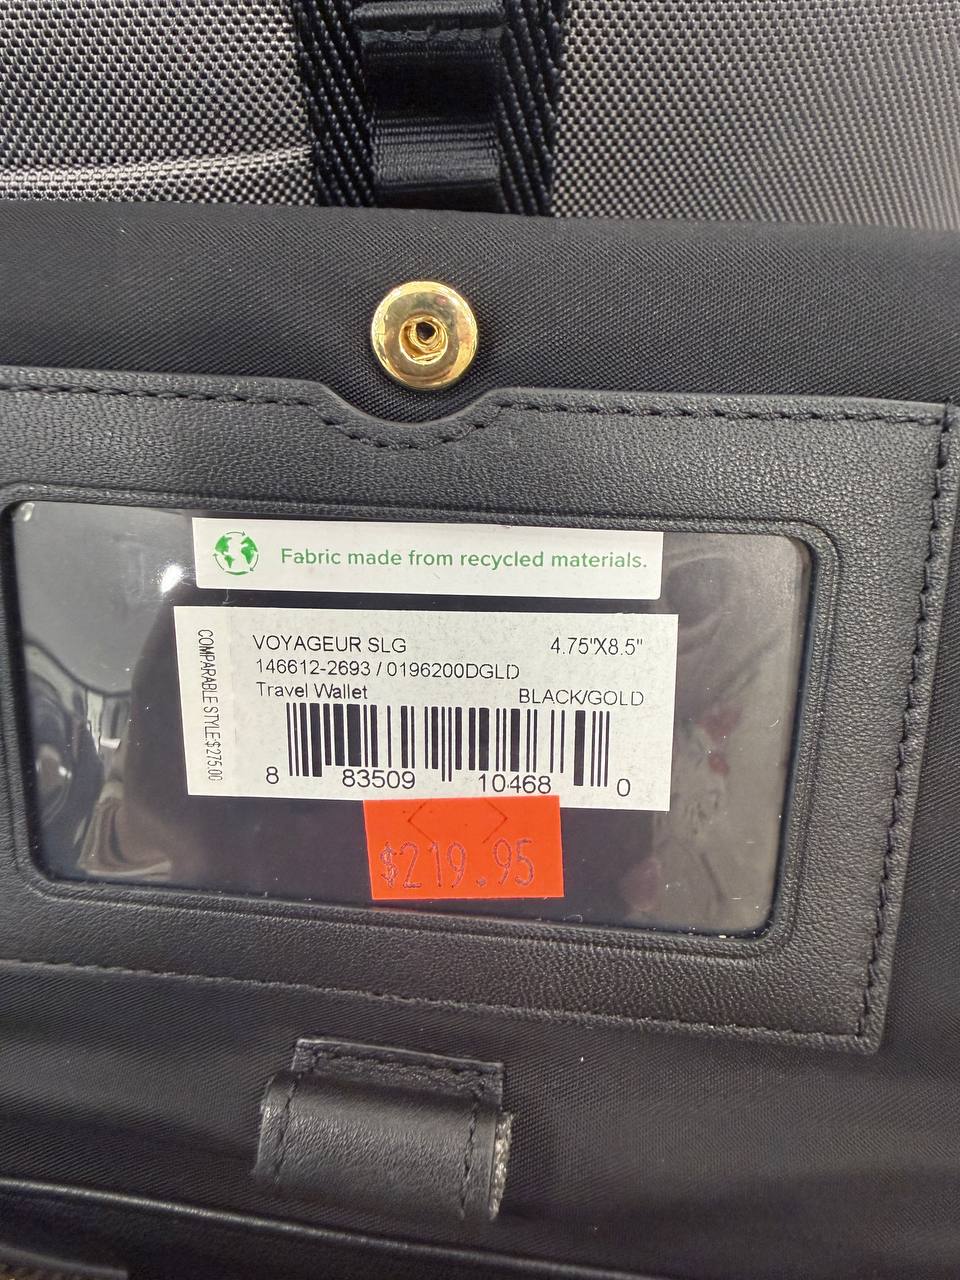 Fabric made from recycled materials.
VOYAGEUR SLG 4.75"X8.5"
146612-2693 / 0196200DGLD
Travel Wallet BLACK/GOLD
COMPARABLE STYLE:$275.00
8 83509 10468 0
$219.95